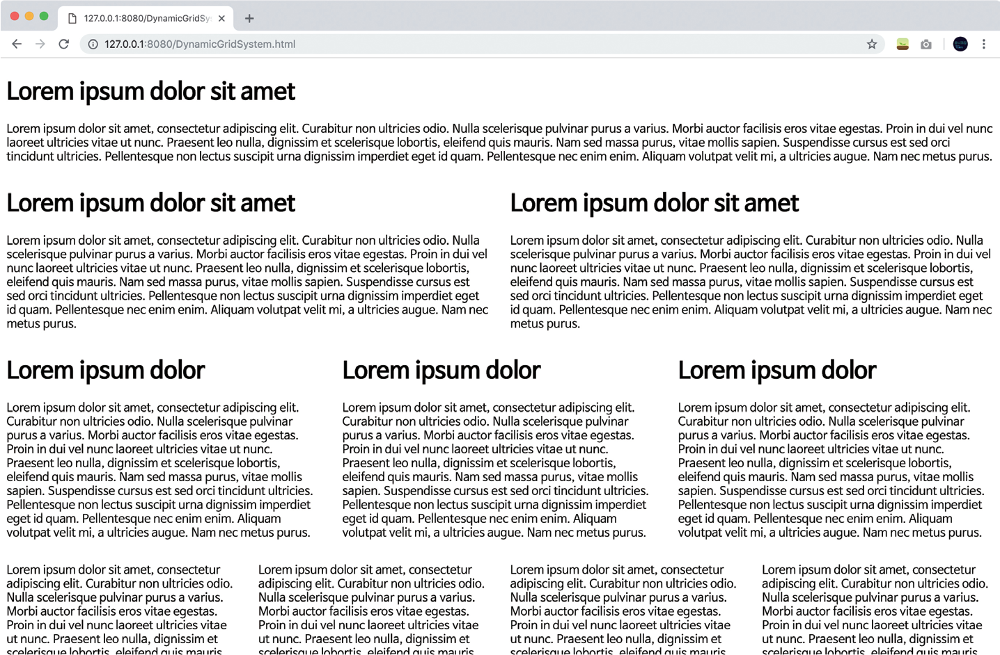 127.0.0.1:8080/DynamicGridSy
127.0.0.1:8080/DynamicGridSystem.html
Lorem ipsum dolor sit amet
Lorem ipsum dolor sit amet, consectetur adipiscing elit. Curabitur non ultricies odio. Nulla scelerisque pulvinar purus a varius. Morbi auctor facilisis eros vitae egestas. Proin in dui vel nunc
laoreet ultricies vitae ut nunc. Praesent leo nulla, dignissim et scelerisque lobortis, eleifend quis mauris. Nam sed massa purus, vitae mollis sapien. Suspendisse cursus est sed orci
tincidunt ultricies. Pellentesque non lectus suscipit urna dignissim imperdiet eget id quam. Pellentesque nec enim enim. Aliquam volutpat velit mi, a ultricies augue. Nam nec metus purus.
Lorem ipsum dolor sit amet
Lorem ipsum dolor sit amet, consectetur adipiscing elit. Curabitur non ultricies odio. Nulla
scelerisque pulvinar purus a varius. Morbi auctor facilisis eros vitae egestas. Proin in dui vel
nunc laoreet ultricies vitae ut nunc. Praesent leo nulla, dignissim et scelerisque lobortis,
eleifend quis mauris. Nam sed massa purus, vitae mollis sapien. Suspendisse cursus est
sed orci tincidunt ultricies. Pellentesque non lectus suscipit urna dignissim imperdiet eget
id quam. Pellentesque nec enim enim. Aliquam volutpat velit mi, a ultricies augue. Nam nec
metus purus.
Lorem ipsum dolor sit amet
Lorem ipsum dolor sit amet, consectetur adipiscing elit. Curabitur non ultricies odio. Nulla
scelerisque pulvinar purus a varius. Morbi auctor facilisis eros vitae egestas. Proin in dui vel
nunc laoreet ultricies vitae ut nunc. Praesent leo nulla, dignissim et scelerisque lobortis,
eleifend quis mauris. Nam sed massa purus, vitae mollis sapien. Suspendisse cursus est
sed orci tincidunt ultricies. Pellentesque non lectus suscipit urna dignissim imperdiet eget
id quam. Pellentesque nec enim enim. Aliquam volutpat velit mi, a ultricies augue. Nam nec
metus purus.
Lorem ipsum dolor
Lorem ipsum dolor sit amet, consectetur adipiscing elit.
Curabitur non ultricies odio. Nulla scelerisque pulvinar
purus a varius. Morbi auctor facilisis eros vitae egestas.
Proin in dui vel nunc laoreet ultricies vitae ut nunc.
Praesent leo nulla, dignissim et scelerisque lobortis,
eleifend quis mauris. Nam sed massa purus, vitae mollis
sapien. Suspendisse cursus est sed orci tincidunt ultricies.
Pellentesque non lectus suscipit urna dignissim imperdiet
eget id quam. Pellentesque nec enim enim. Aliquam
volutpat velit mi, a ultricies augue. Nam nec metus purus.
Lorem ipsum dolor
Lorem ipsum dolor sit amet, consectetur adipiscing elit.
Curabitur non ultricies odio. Nulla scelerisque pulvinar
purus a varius. Morbi auctor facilisis eros vitae egestas.
Proin in dui vel nunc laoreet ultricies vitae ut nunc.
Praesent leo nulla, dignissim et scelerisque lobortis,
eleifend quis mauris. Nam sed massa purus, vitae mollis
sapien. Suspendisse cursus est sed orci tincidunt ultricies.
Pellentesque non lectus suscipit urna dignissim imperdiet
eget id quam. Pellentesque nec enim enim. Aliquam
volutpat velit mi, a ultricies augue. Nam nec metus purus.
Lorem ipsum dolor
Lorem ipsum dolor sit amet, consectetur adipiscing elit.
Curabitur non ultricies odio. Nulla scelerisque pulvinar
purus a varius. Morbi auctor facilisis eros vitae egestas.
Proin in dui vel nunc laoreet ultricies vitae ut nunc.
Praesent leo nulla, dignissim et scelerisque lobortis,
eleifend quis mauris. Nam sed massa purus, vitae mollis
sapien. Suspendisse cursus est sed orci tincidunt ultricies.
Pellentesque non lectus suscipit urna dignissim imperdiet
eget id quam. Pellentesque nec enim enim. Aliquam
volutpat velit mi, a ultricies augue. Nam nec metus purus.
Lorem ipsum dolor sit amet, consectetur
adipiscing elit. Curabitur non ultricies odio.
Nulla scelerisque pulvinar purus a varius.
Morbi auctor facilisis eros vitae egestas.
Proin in dui vel nunc laoreet ultricies vitae
ut nunc. Praesent leo nulla, dignissim et
scelerisque lobortis, eleifend quis mauris.
Lorem ipsum dolor sit amet, consectetur
adipiscing elit. Curabitur non ultricies odio.
Nulla scelerisque pulvinar purus a varius.
Morbi auctor facilisis eros vitae egestas.
Proin in dui vel nunc laoreet ultricies vitae
ut nunc. Praesent leo nulla, dignissim et
scelerisque lobortis, eleifend quis mauris.
Lorem ipsum dolor sit amet, consectetur
adipiscing elit. Curabitur non ultricies odio.
Nulla scelerisque pulvinar purus a varius.
Morbi auctor facilisis eros vitae egestas.
Proin in dui vel nunc laoreet ultricies vitae
ut nunc. Praesent leo nulla, dignissim et
scelerisque lobortis, eleifend quis mauris.
Lorem ipsum dolor sit amet, consectetur
adipiscing elit. Curabitur non ultricies odio.
Nulla scelerisque pulvinar purus a varius.
Morbi auctor facilisis eros vitae egestas.
Proin in dui vel nunc laoreet ultricies vitae
ut nunc. Praesent leo nulla, dignissim et
scelerisque lobortis, eleifend quis mauris.